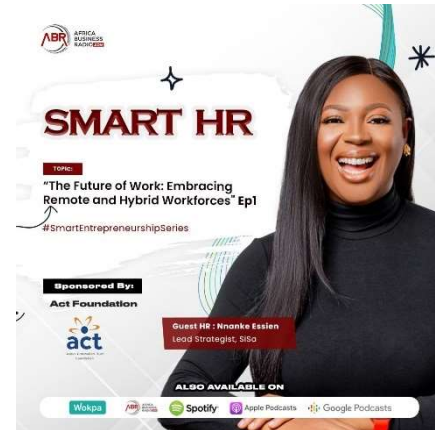 ABR
AFRICA
BUSINESS
RADIO
SMART HR
TOPIC:
“The Future of Work: Embracing
Remote and Hybrid Workforces" Ep1
#SmartEntrepreneurshipSeries
Sponsored By:
Act Foundation
act
Guest HR : Nnanke Essien
Lead Strategist, SiSa
ALSO AVAILABLE ON
Wokpa
ABR
Spotify
Apple Podcasts
Google Podcasts